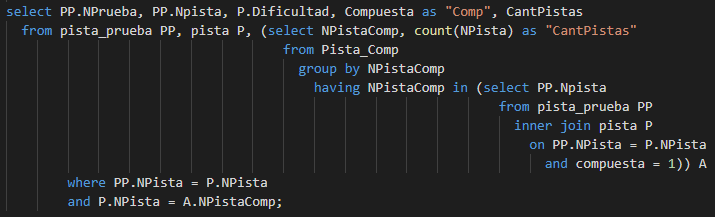 select PP.NPrueba, PP.Npista, P.Dificultad, Compuesta as "Comp", CantPistas
from pista_prueba PP, pista P, (select NPistaComp, count(NPista) as "CantPistas"
from Pista_Comp
group by NPistaComp
having NPistaComp in (select PP.Npista
from pista_prueba PP
inner join pista P
on PP.NPista = P.NPista
and compuesta = 1)) A
where PP.NPista = P.NPista
and P.NPista = A.NPistaComp;